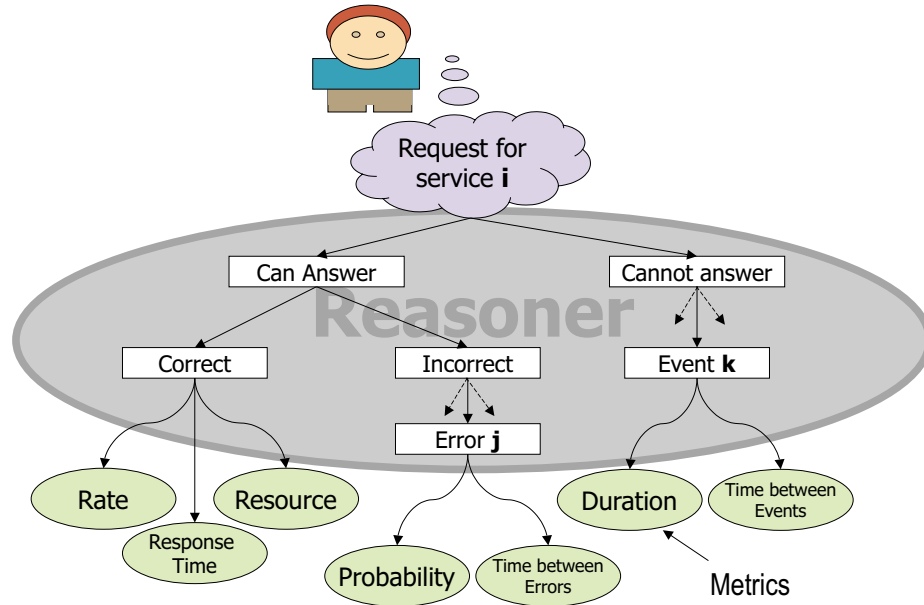 Request for
service i
Can Answer
Cannot answer
Reasoner
Correct
Incorrect
Event k
Error j
Rate
Resource
Duration
Time between
Events
Response
Time
Probability
Time between
Errors
Metrics